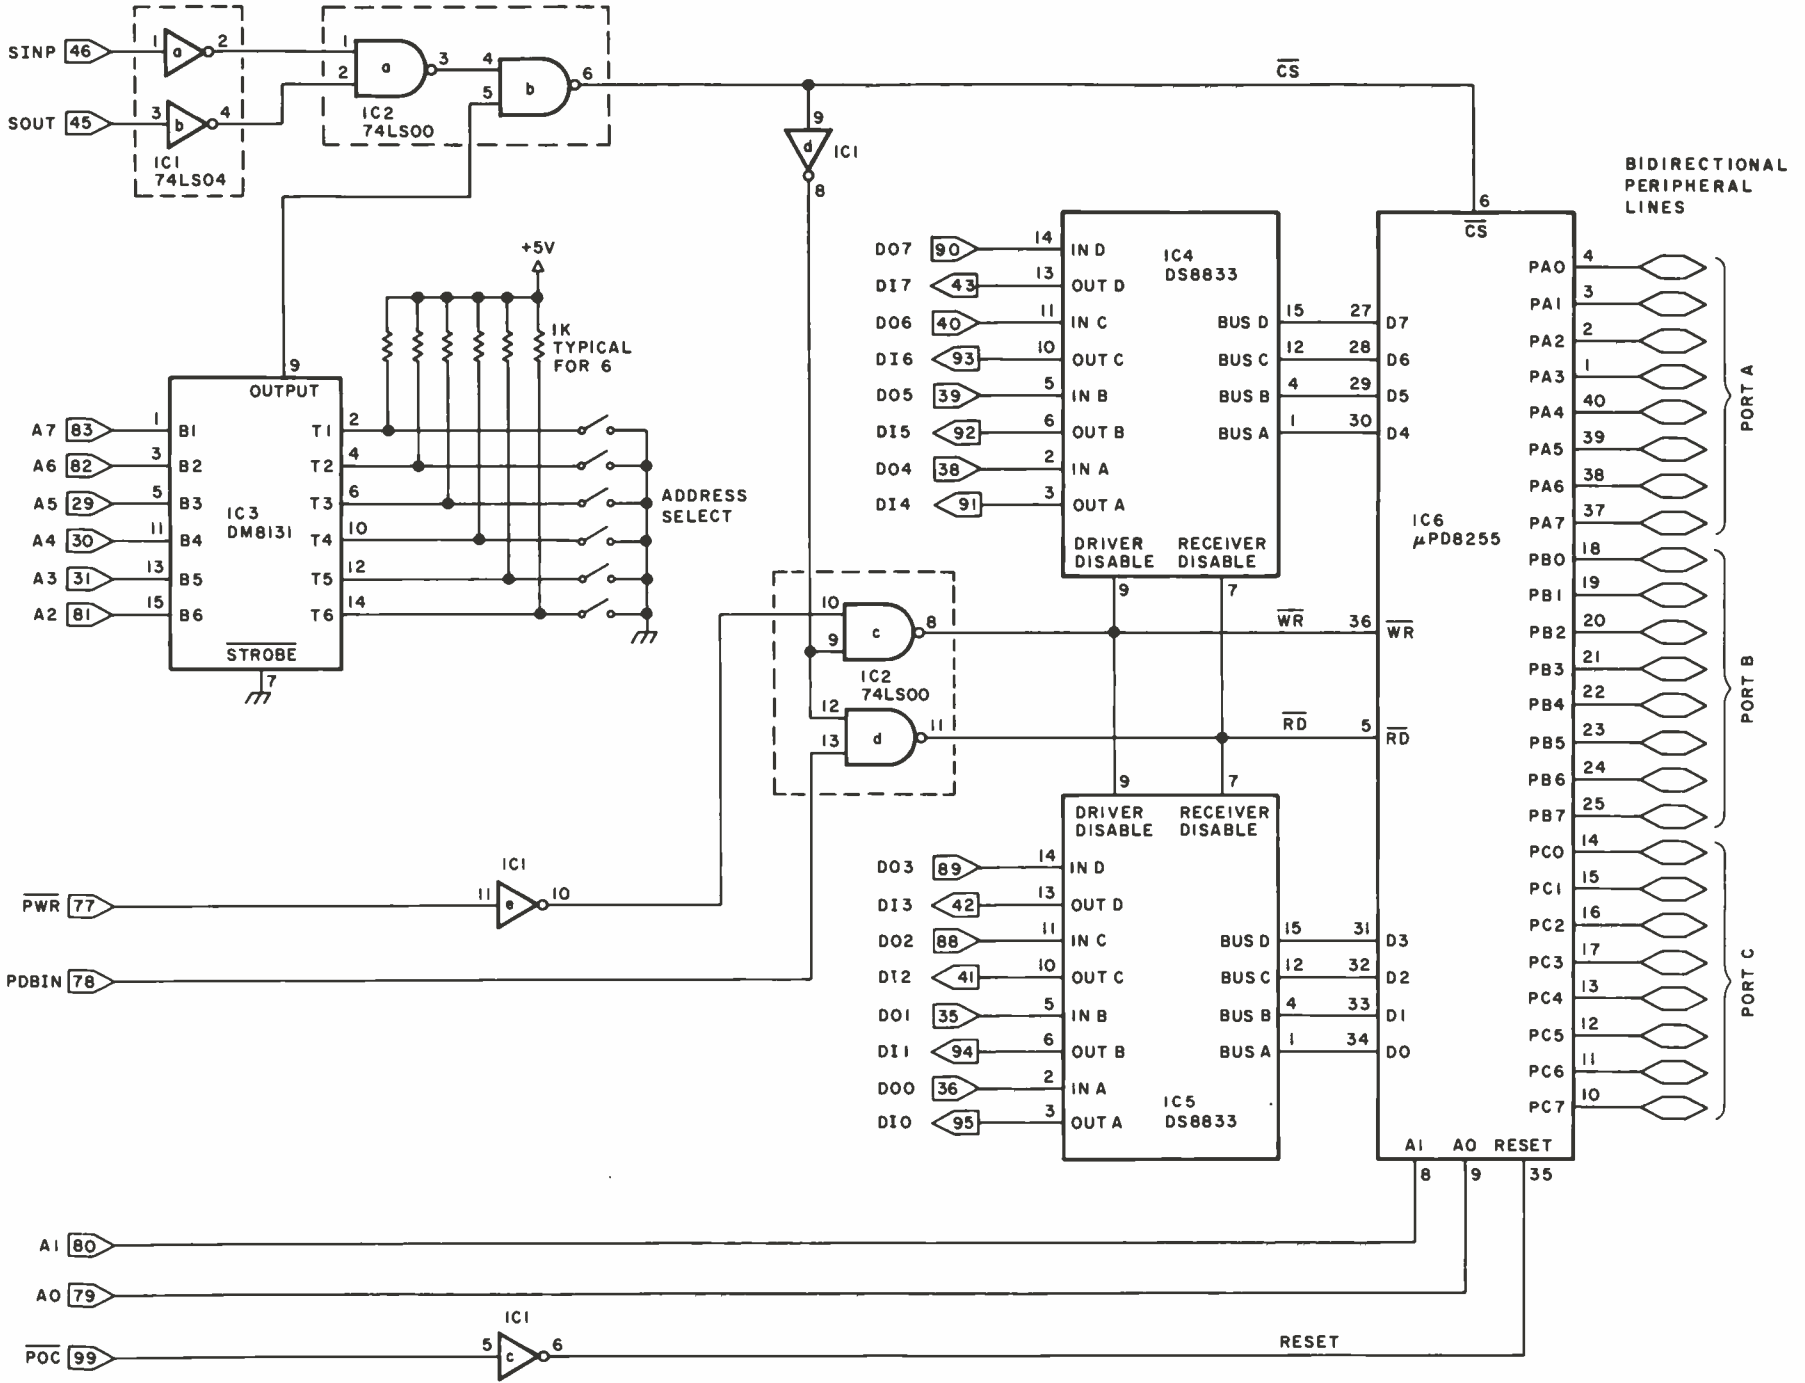 SINP 46
1 a 2
SOUT 45
3 b 4
IC1
74LS04
1
2
a
3
IC2
74LS00
4
5
b
6
CS
9
d
IC1
8
BIDIRECTIONAL
PERIPHERAL
LINES
+5V
1K
TYPICAL
FOR 6
9
OUTPUT
A7 83 1 B1 T1 2
A6 82 3 B2 T2 4
A5 29 5 B3 T3 6
A4 30 11 B4 T4 10
A3 31 13 B5 T5 12
A2 81 15 B6 T6 14
IC3
DM8131
STROBE
7
ADDRESS
SELECT
IC4
DS8833
DO7 90 14 IN D
DI7 43 13 OUT D
DO6 40 11 IN C
DI6 93 10 OUT C
DO5 39 5 IN B
DI5 92 6 OUT B
DO4 38 2 IN A
DI4 91 3 OUT A
BUS D 15 27 D7
BUS C 12 28 D6
BUS B 4 29 D5
BUS A 1 30 D4
DRIVER
DISABLE
RECEIVER
DISABLE
9
7
10
9
c
8
WR 36 WR
IC2
74LS00
12
13
d
11
RD 5 RD
9
7
DRIVER
DISABLE
RECEIVER
DISABLE
DO3 89 14 IN D
DI3 42 13 OUT D
DO2 88 11 IN C
DI2 41 10 OUT C
DO1 35 5 IN B
DI1 94 6 OUT B
DO0 36 2 IN A
DI0 95 3 OUT A
BUS D 15 31 D3
BUS C 12 32 D2
BUS B 4 33 D1
BUS A 1 34 D0
IC5
DS8833
6
CS
IC6
µPD8255
PA0 4
PA1 3
PA2 2
PA3 1
PA4 40
PA5 39
PA6 38
PA7 37
PORT A
PB0 18
PB1 19
PB2 20
PB3 21
PB4 22
PB5 23
PB6 24
PB7 25
PORT B
PC0 14
PC1 15
PC2 16
PC3 17
PC4 13
PC5 12
PC6 11
PC7 10
PORT C
A1 A0 RESET
8 9 35
IC1
PWR 77 11 e 10
PDBIN 78
A1 80
A0 79
IC1
POC 99 5 c 6 RESET